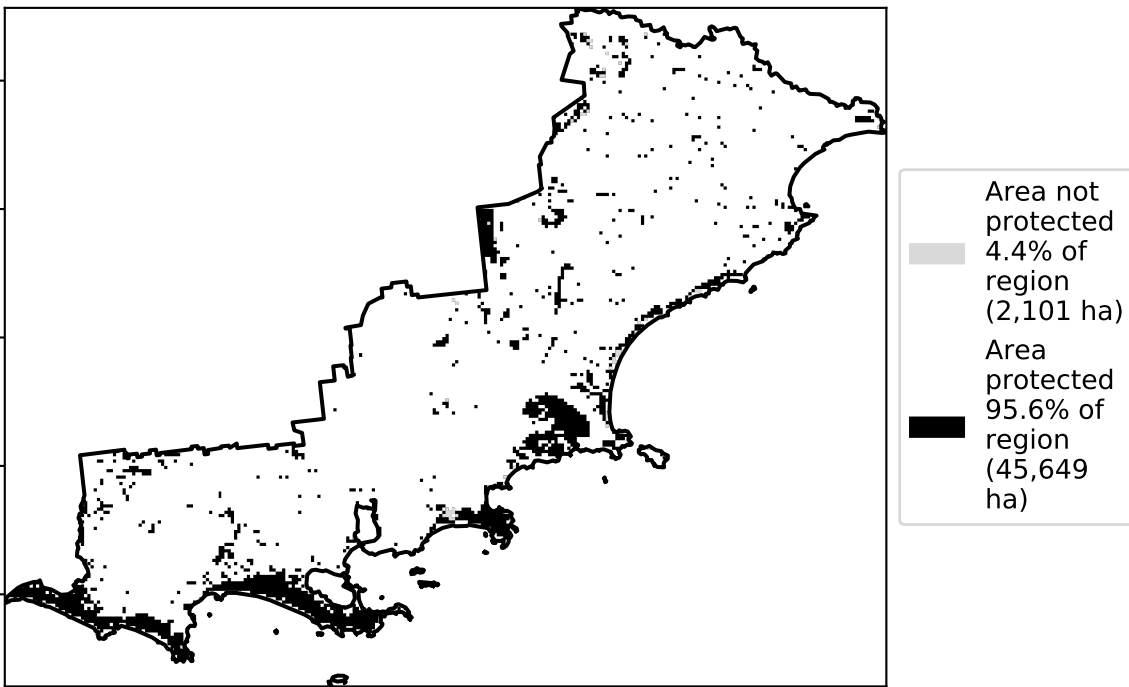 Area not
protected
4.4% of
region
(2,101 ha)
Area
protected
95.6% of
region
(45,649
ha)